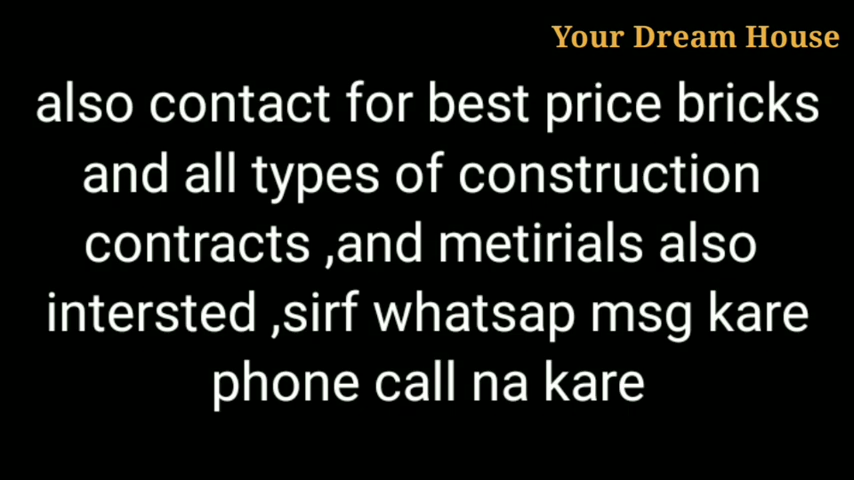 Your Dream House
also contact for best price bricks
and all types of construction
contracts ,and metirials also
intersted ,sirf whatsap msg kare
phone call na kare